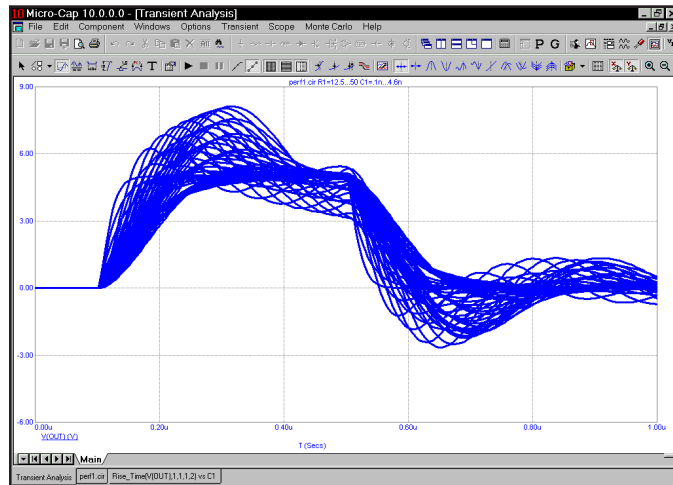 Micro-Cap 10.0.0.0 - [Transient Analysis]
File Edit Component Windows Options Transient Scope Monte Carlo Help
P G
T
perf1.cir R1=12.5...50 C1=.1n...4.6n
9.00
6.00
3.00
0.00
-3.00
-6.00
0.00u 0.20u 0.40u 0.60u 0.80u 1.00u
V(OUT) (V)
T (Secs)
Main
Transient Analysis perf1.cir Rise_Time(V(OUT),1,1,1,2) vs C1